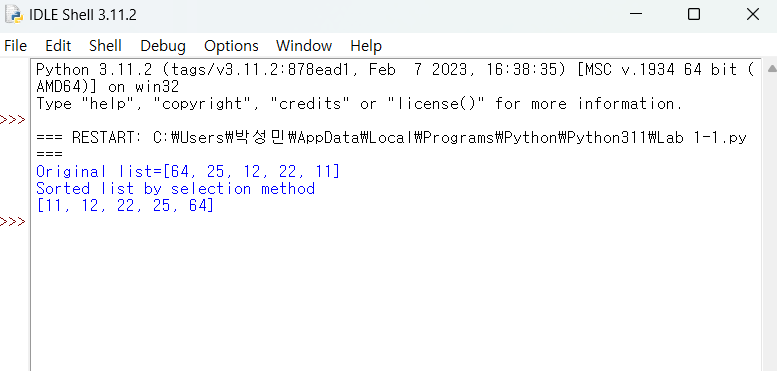 IDLE Shell 3.11.2
File Edit Shell Debug Options Window Help
Python 3.11.2 (tags/v3.11.2:878ead1, Feb  7 2023, 16:38:35) [MSC v.1934 64 bit (
AMD64)] on win32
Type "help", "copyright", "credits" or "license()" for more information.
>>>
=== RESTART: C:₩Users₩박성민₩AppData₩Local₩Programs₩Python₩Python311₩Lab 1-1.py
===
Original list=[64, 25, 12, 22, 11]
Sorted list by selection method
[11, 12, 22, 25, 64]
>>>